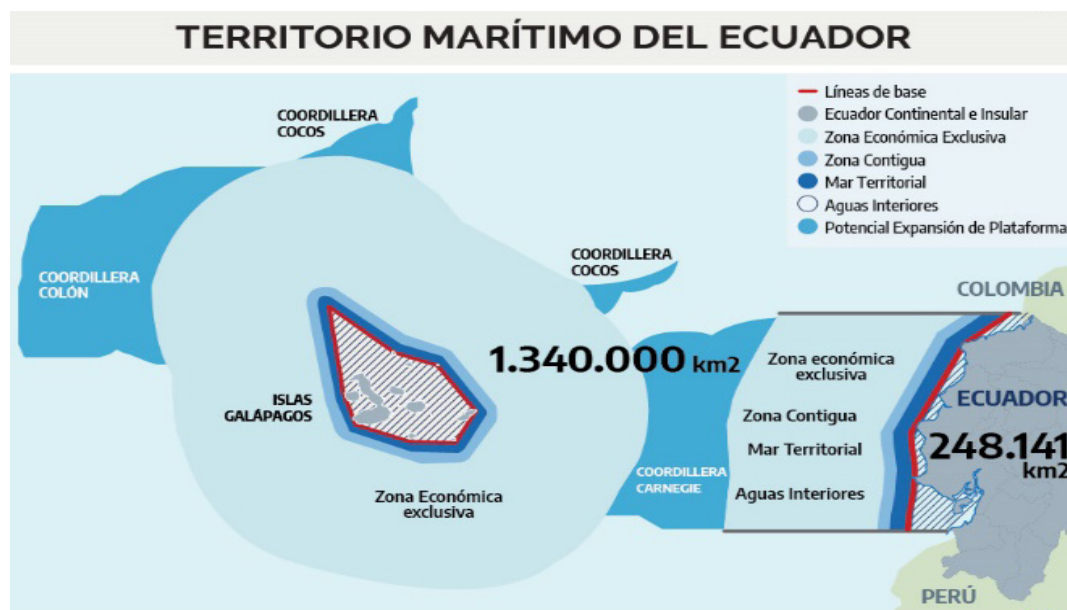 TERRITORIO MARÍTIMO DEL ECUADOR
Líneas de base
Ecuador Continental e Insular
Zona Económica Exclusiva
Zona Contigua
Mar Territorial
Aguas Interiores
Potencial Expansión de Plataforma
COORDILLERA
COCOS
COORDILLERA
COCOS
COORDILLERA
COLÓN
COLOMBIA
1.340.000 km2
Zona económica
exclusiva
ISLAS
GALÁPAGOS
ECUADOR
Zona Contigua
248.141
km2
Mar Territorial
COORDILLERA
CARNEGIE
Aguas Interiores
Zona Económica
exclusiva
PERÚ